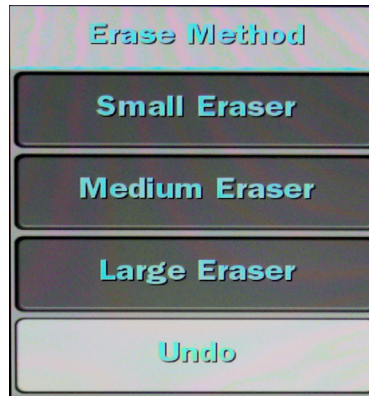 Erase Method
Small Eraser
Medium Eraser
Large Eraser
Undo